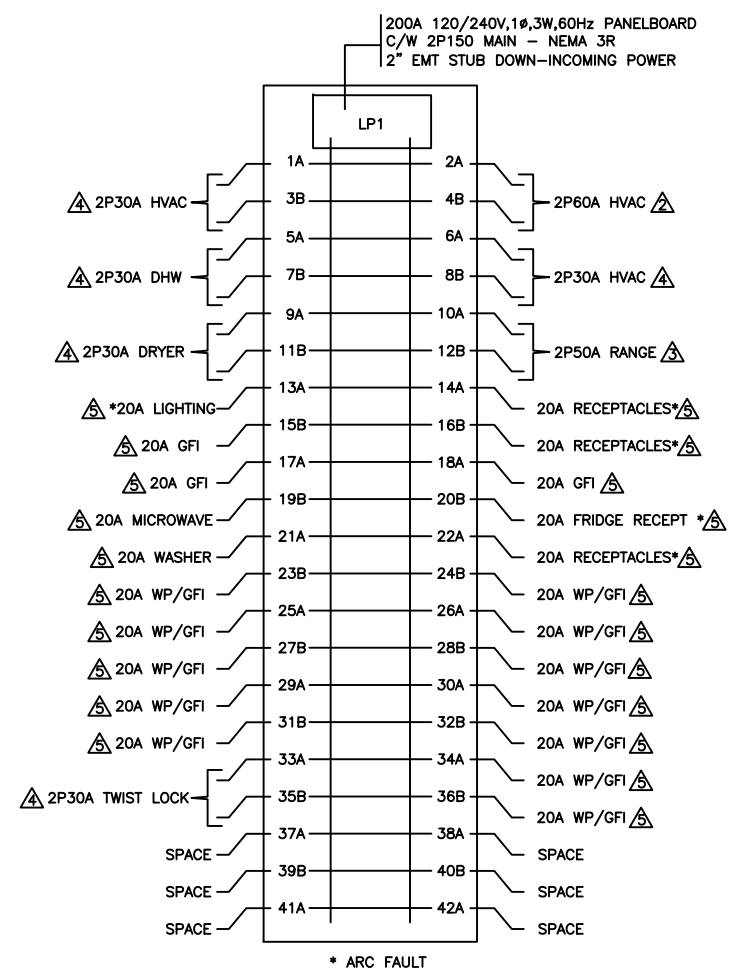 200A 120/240V,1ø,3W,60Hz PANELBOARD
C/W 2P150 MAIN – NEMA 3R
2" EMT STUB DOWN–INCOMING POWER
LP1
1A 2A
4 2P30A HVAC 3B 4B 2P60A HVAC 2
5A 6A
4 2P30A DHW 7B 8B 2P30A HVAC 4
9A 10A
4 2P30A DRYER 11B 12B 2P50A RANGE 3
13A 14A
5 *20A LIGHTING 20A RECEPTACLES* 5
15B 16B
5 20A GFI 20A RECEPTACLES* 5
17A 18A
5 20A GFI 20A GFI 5
19B 20B
5 20A MICROWAVE 20A FRIDGE RECEPT * 5
21A 22A
5 20A WASHER 20A RECEPTACLES* 5
23B 24B
5 20A WP/GFI 20A WP/GFI 5
25A 26A
5 20A WP/GFI 20A WP/GFI 5
27B 28B
5 20A WP/GFI 20A WP/GFI 5
29A 30A
5 20A WP/GFI 20A WP/GFI 5
31B 32B
5 20A WP/GFI 20A WP/GFI 5
33A 34A
20A WP/GFI 5
4 2P30A TWIST LOCK 35B 36B
20A WP/GFI 5
37A 38A
SPACE SPACE
39B 40B
SPACE SPACE
41A 42A
SPACE SPACE
* ARC FAULT